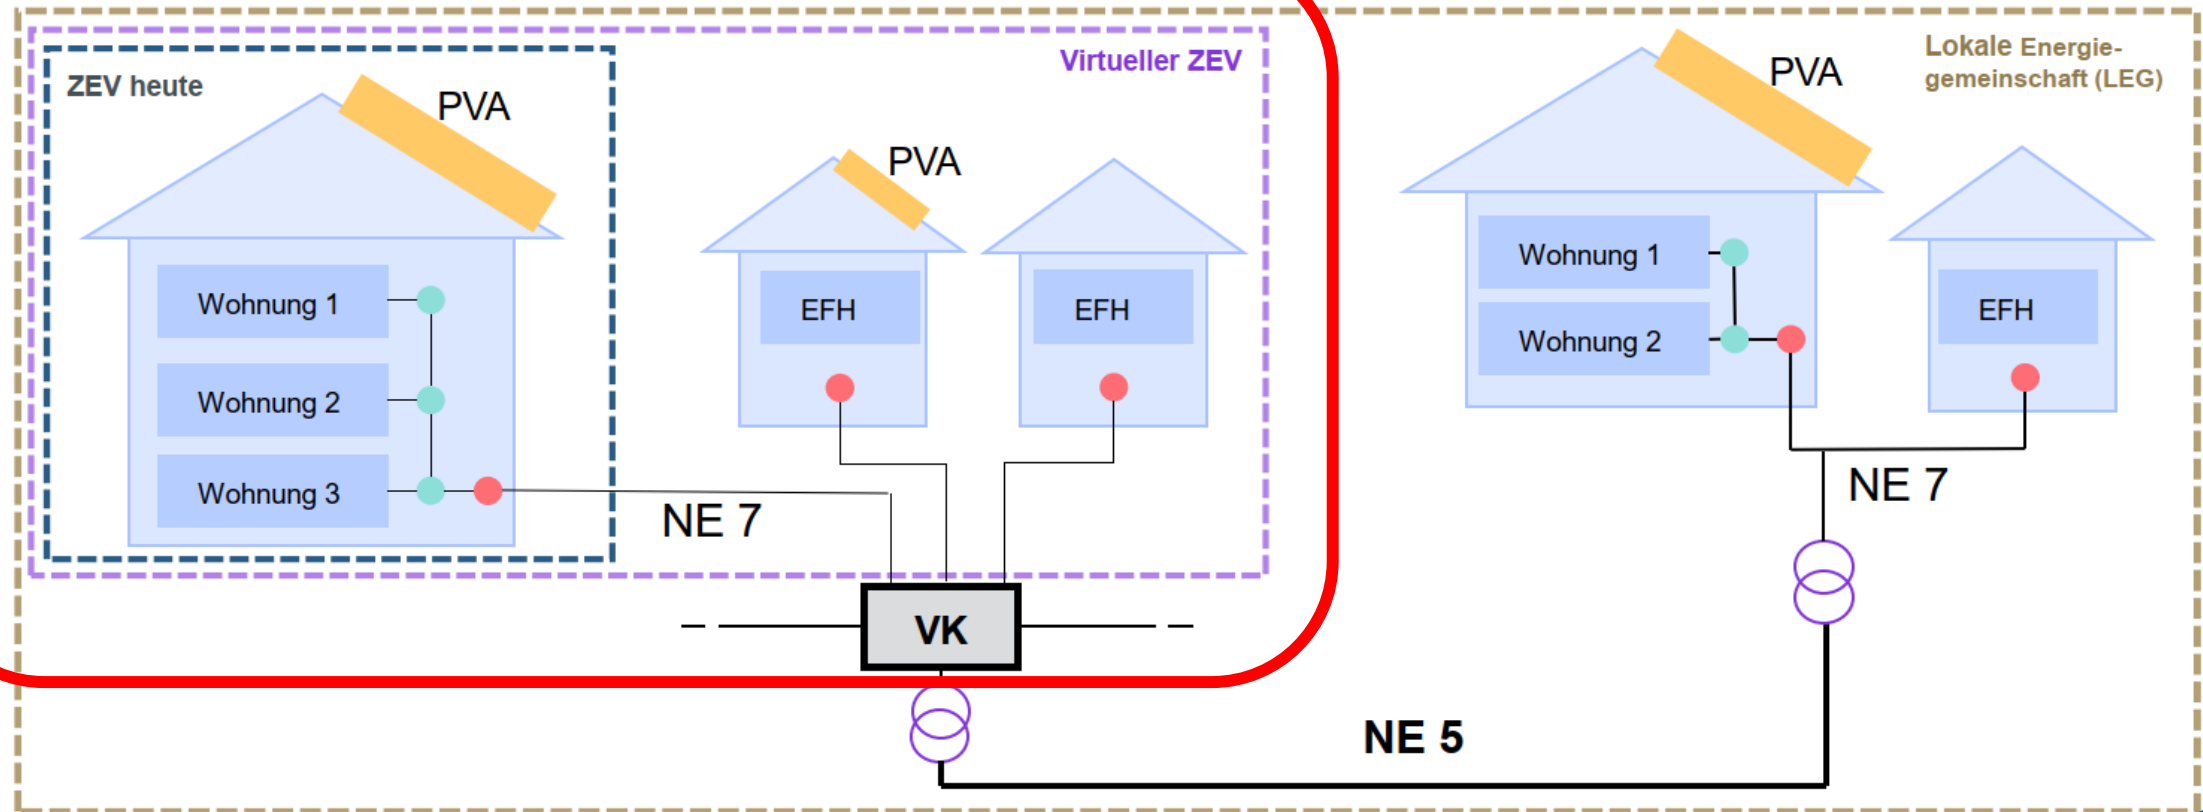 ZEV heute
PVA
Wohnung 1
Wohnung 2
Wohnung 3
Virtueller ZEV
PVA
EFH
EFH
NE 7
VK
Lokale Energie-
gemeinschaft (LEG)
PVA
Wohnung 1
Wohnung 2
EFH
NE 7
NE 5